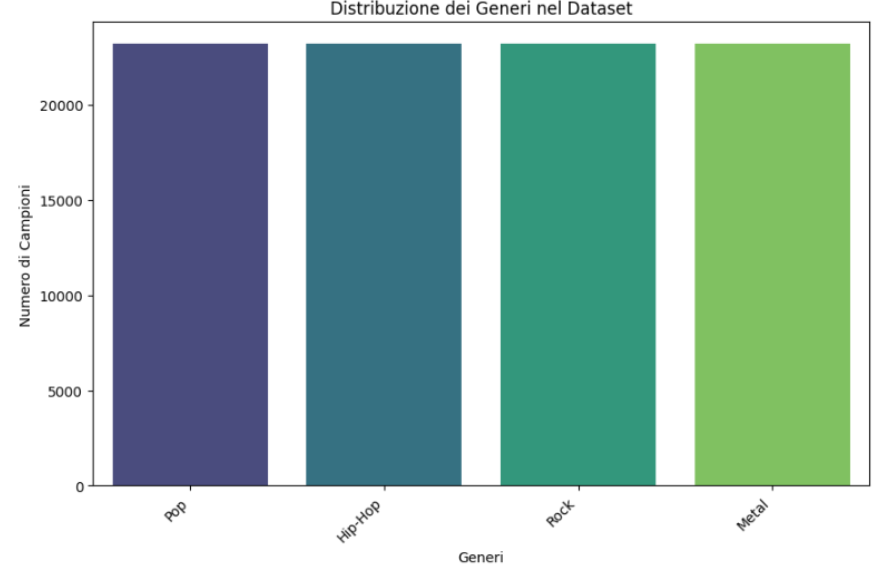 Distribuzione dei Generi nel Dataset
Numero di Campioni
20000
15000
10000
5000
0
Pop
Hip-Hop
Rock
Metal
Generi